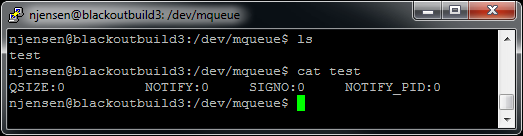 njensen@blackoutbuild3: /dev/mqueue
njensen@blackoutbuild3:/dev/mqueue$ ls
test
njensen@blackoutbuild3:/dev/mqueue$ cat test
QSIZE:0          NOTIFY:0     SIGNO:0     NOTIFY_PID:0
njensen@blackoutbuild3:/dev/mqueue$